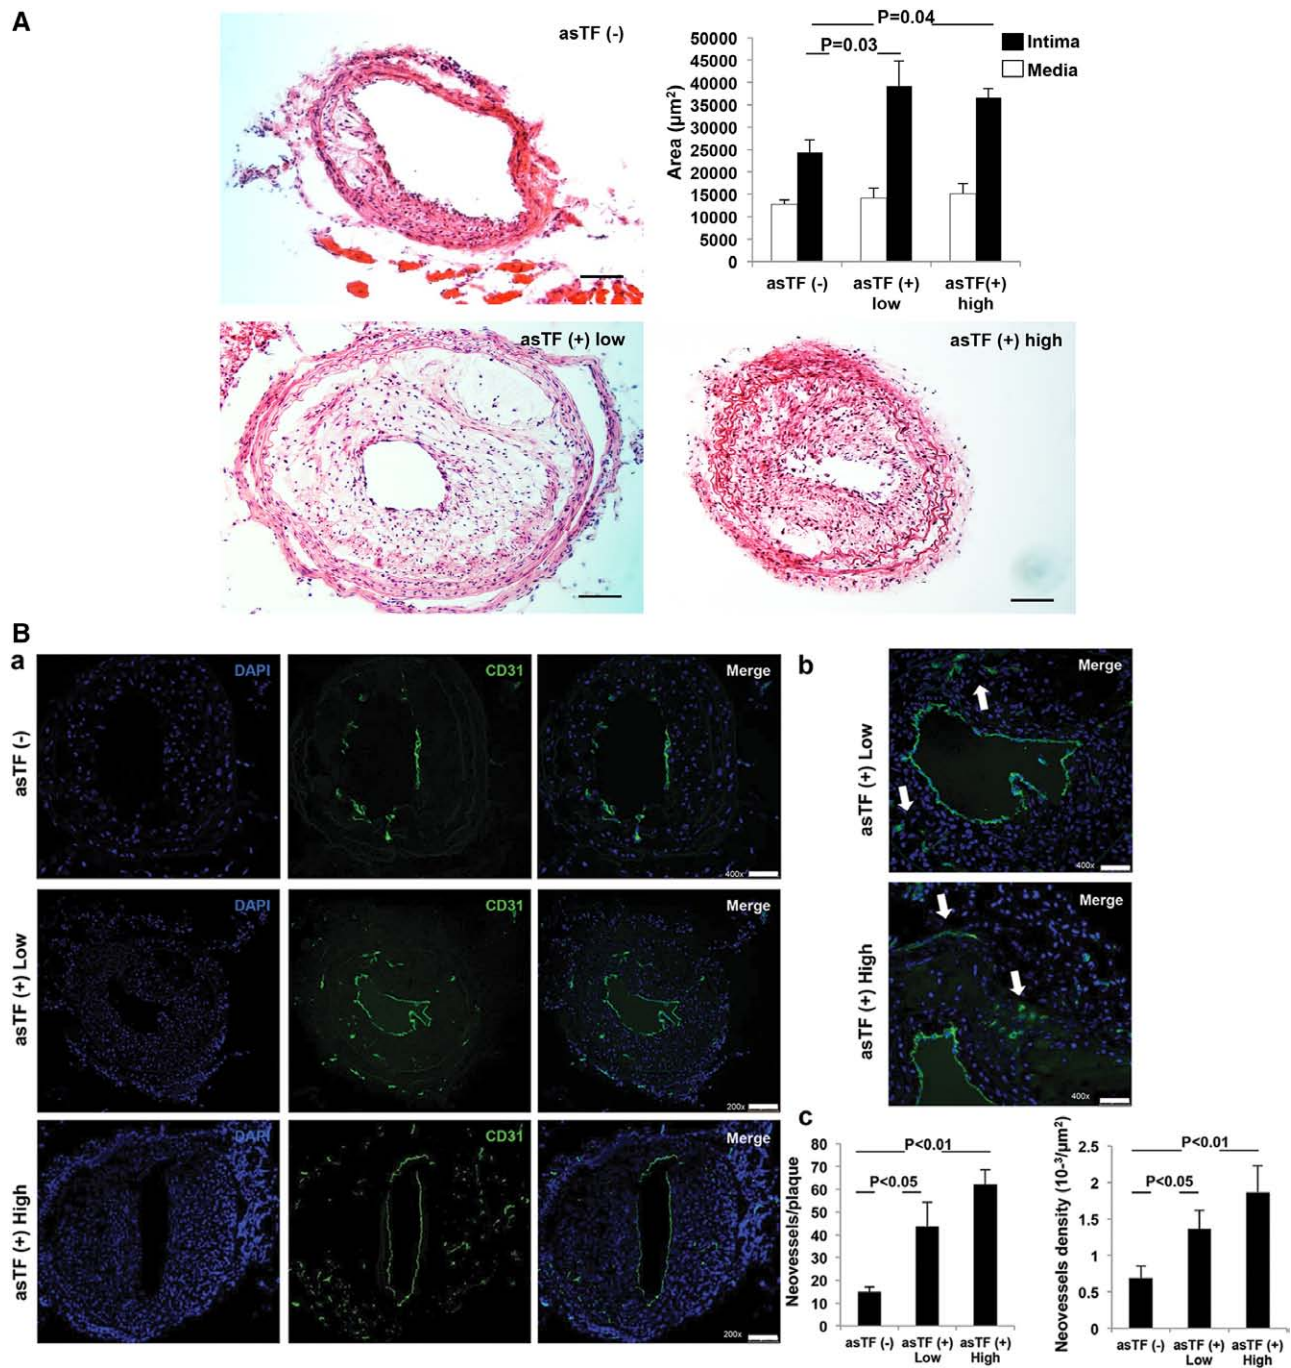 A
asTF (-)
P=0.04
P=0.03
Intima
Media
Area (µm²)
50000
45000
40000
35000
30000
25000
20000
15000
10000
5000
0
asTF (-)
asTF (+)
low
asTF(+)
high
asTF (+) low
asTF (+) high
B
a
asTF (-)
DAPI
CD31
Merge
400x
asTF (+) Low
DAPI
CD31
Merge
200x
asTF (+) High
DAPI
CD31
Merge
200x
b
asTF (+) Low
Merge
400x
asTF (+) High
Merge
400x
c
Neovessels/plaque
80
70
60
50
40
30
20
10
0
P<0.01
P<0.05
asTF (-)
asTF (+)
Low
asTF (+)
High
Neovessels density (10⁻³/µm²)
2.5
2
1.5
1
0.5
0
P<0.01
P<0.05
asTF (-)
asTF (+)
Low
asTF (+)
High